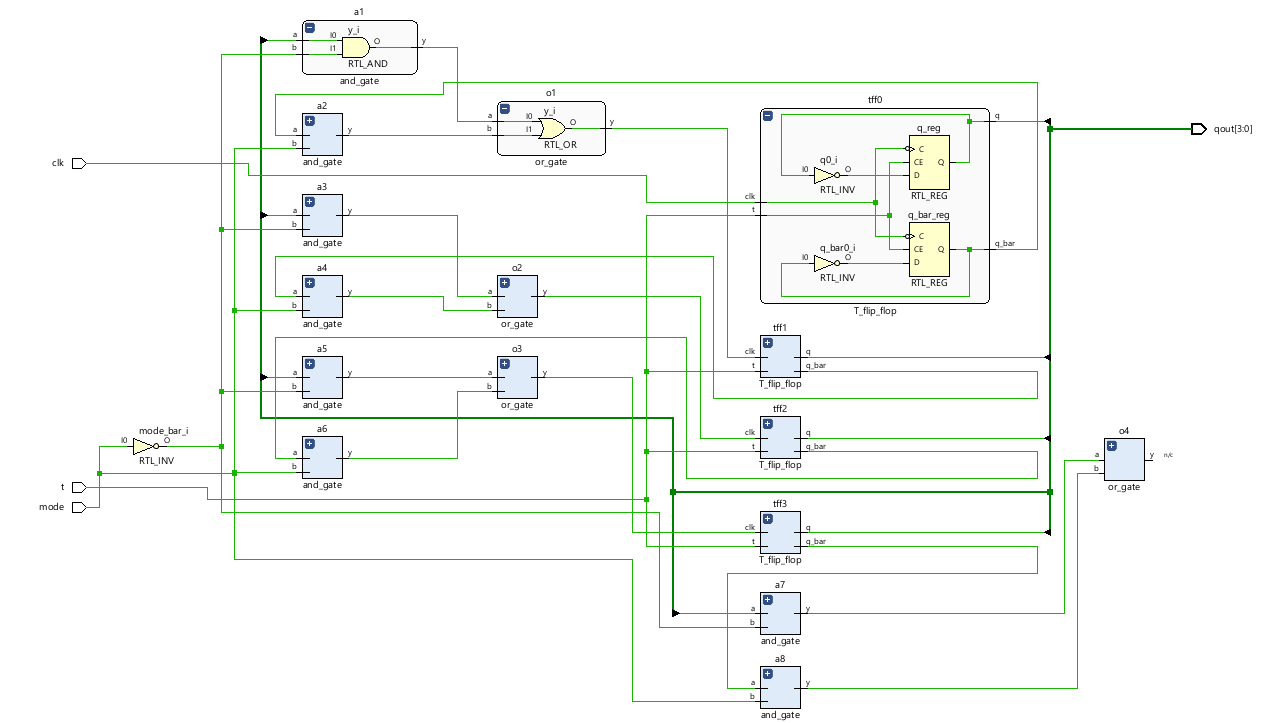 a1
a
b
I0
I1
y_i
O
y
RTL_AND
and_gate
a2
a
b
y
and_gate
o1
a
b
I0
I1
y_i
O
y
RTL_OR
or_gate
tff0
clk
t
q0_i
I0
O
RTL_INV
q_reg
C
CE
D
Q
RTL_REG
q_bar0_i
I0
O
RTL_INV
q_bar_reg
C
CE
D
Q
RTL_REG
q
q_bar
T_flip_flop
qout[3:0]
clk
a3
a
b
y
and_gate
a4
a
b
y
and_gate
o2
a
b
y
or_gate
tff1
clk
t
q
q_bar
T_flip_flop
a5
a
b
y
and_gate
o3
a
b
y
or_gate
tff2
clk
t
q
q_bar
T_flip_flop
mode_bar_i
I0
O
RTL_INV
a6
a
b
y
and_gate
o4
a
b
y
n/c
or_gate
t
mode
tff3
clk
t
q
q_bar
T_flip_flop
a7
a
b
y
and_gate
a8
a
b
y
and_gate